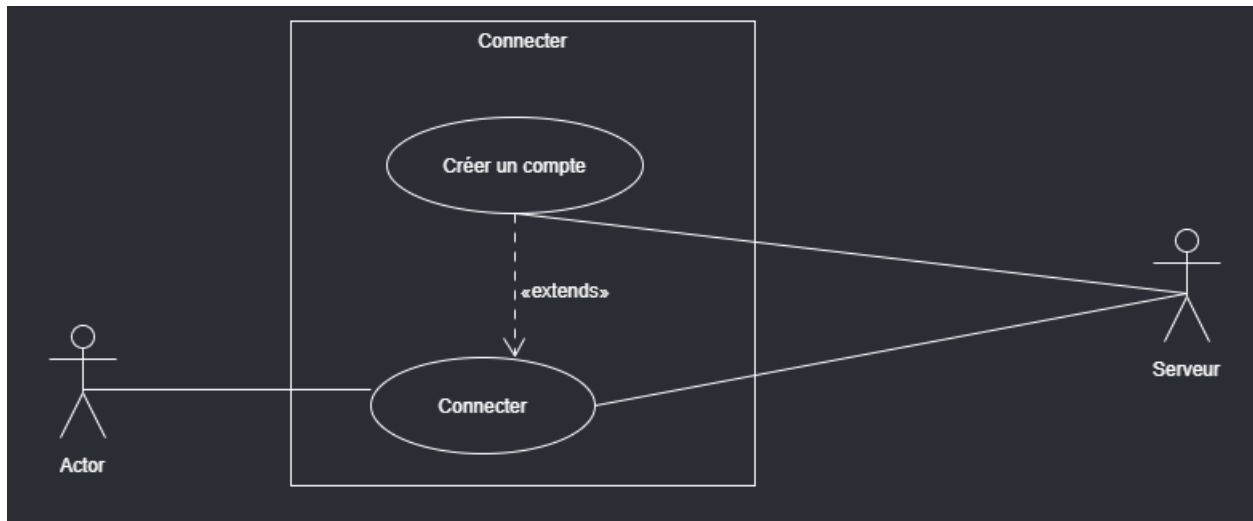 Connecter
Créer un compte
«extends»
Connecter
Actor
Serveur